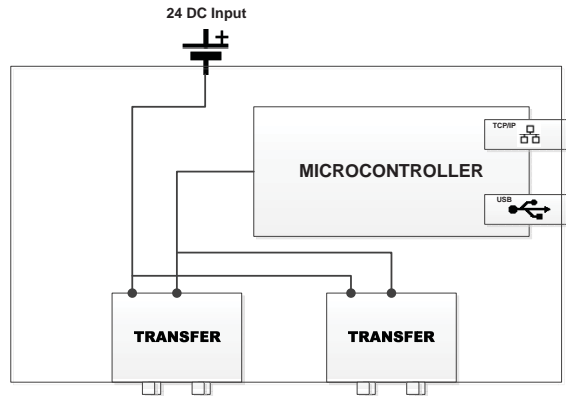 24 DC Input
+
TCP/IP
MICROCONTROLLER
USB
TRANSFER
TRANSFER